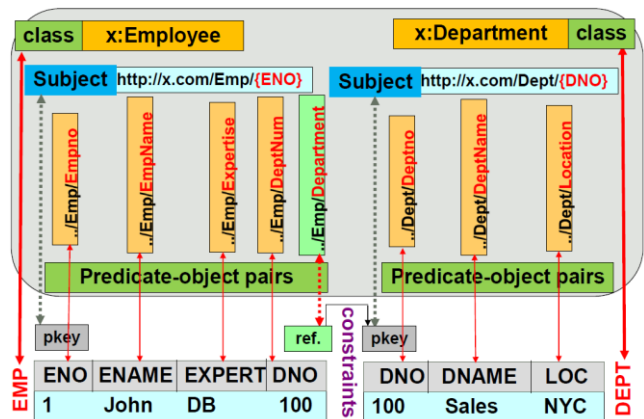 class x:Employee
x:Department class
Subject http://x.com/Emp/{ENO}
Subject http://x.com/Dept/{DNO}
../Emp/Empno
../Emp/EmpName
../Emp/Expertise
../Emp/DeptNum
../Emp/Department
../Dept/Deptno
../Dept/DeptName
../Dept/Location
Predicate-object pairs
Predicate-object pairs
pkey
ref.
constraints
pkey
EMP
ENO ENAME EXPERT DNO
1 John DB 100
DNO DNAME LOC
100 Sales NYC
DEPT